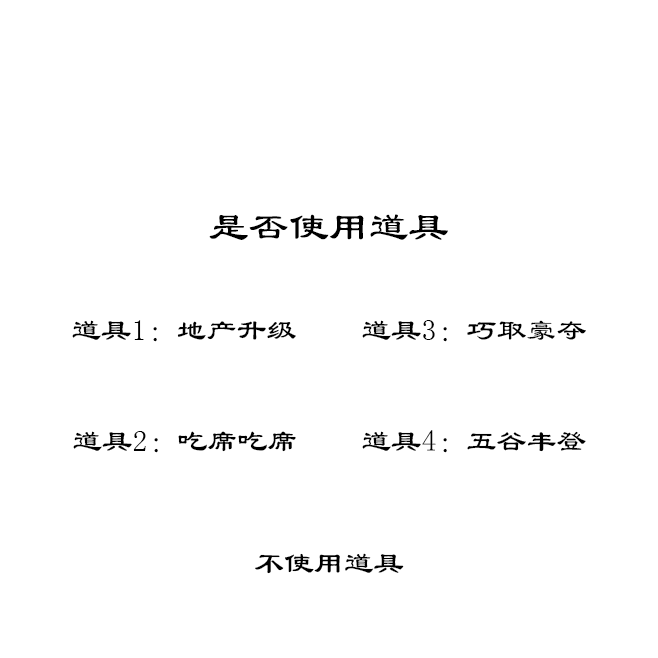 是否使用道具
道具1：地产升级
道具3：巧取豪夺
道具2：吃席吃席
道具4：五谷丰登
不使用道具